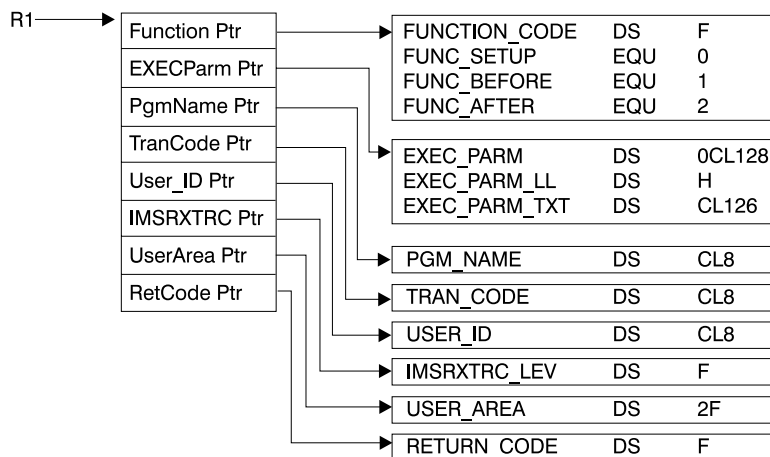 R1
Function Ptr
EXECParm Ptr
PgmName Ptr
TranCode Ptr
User_ID Ptr
IMSRXTRC Ptr
UserArea Ptr
RetCode Ptr
FUNCTION_CODE DS F
FUNC_SETUP EQU 0
FUNC_BEFORE EQU 1
FUNC_AFTER EQU 2
EXEC_PARM DS 0CL128
EXEC_PARM_LL DS H
EXEC_PARM_TXT DS CL126
PGM_NAME DS CL8
TRAN_CODE DS CL8
USER_ID DS CL8
IMSRXTRC_LEV DS F
USER_AREA DS 2F
RETURN_CODE DS F